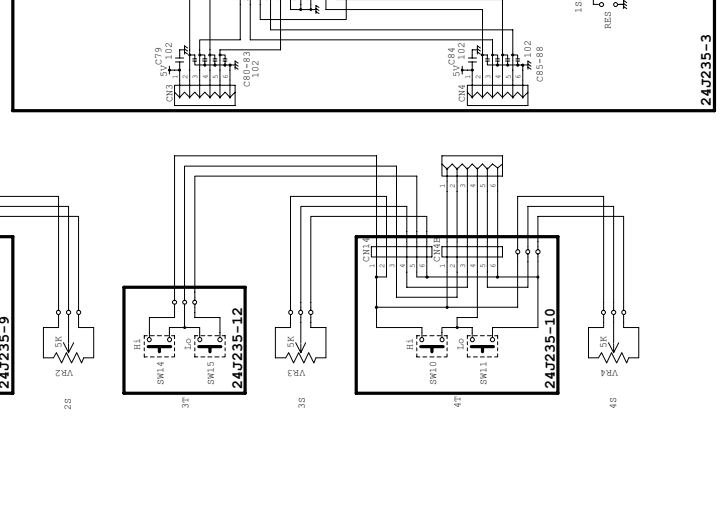 1S
RES
24J235-3
C79
102
5V
1 2 3 4 5 6
CN3
C80-83
102
C84
102
5V
1 2 3 4 5 6
CN4
C85-88
1 2 3 4 5 6
CN14
CN4B
1 2 3 4 5 6
1 2 3 4 5 6
24J235-9
5K
VR2
2S
Hi
SW14
Lo
SW15
24J235-12
3T
5K
VR3
3S
Hi
SW10
Lo
SW11
24J235-10
4T
5K
VR4
4S